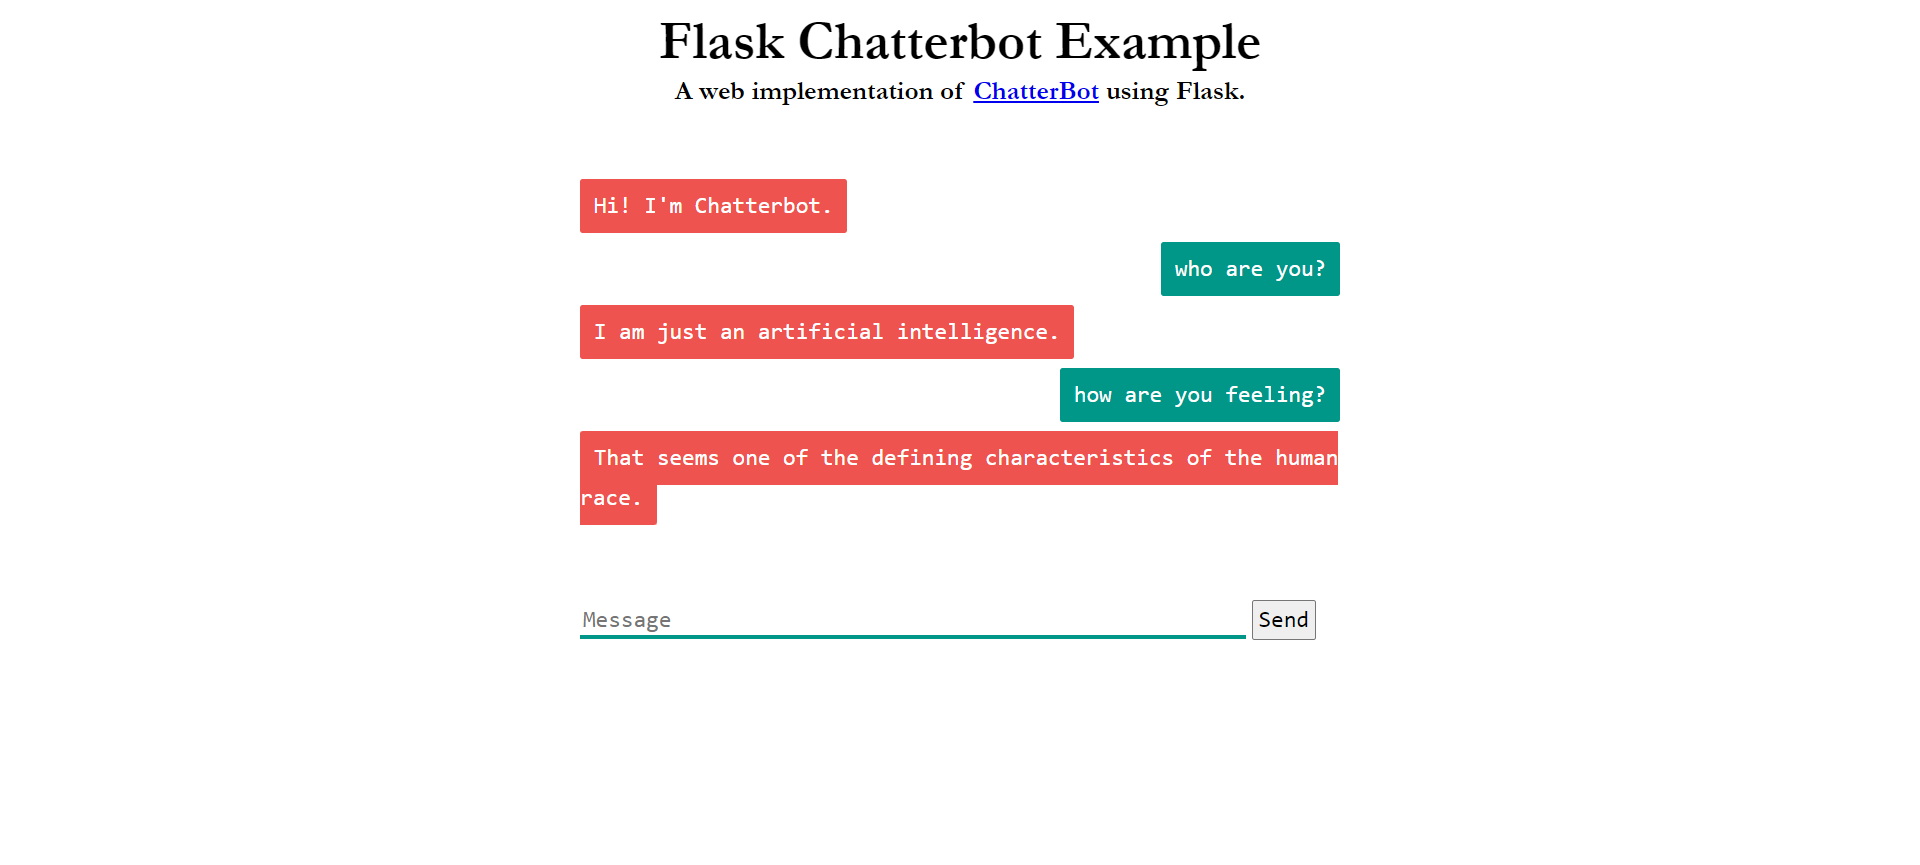 Flask Chatterbot Example
A web implementation of ChatterBot using Flask.
Hi! I'm Chatterbot.
who are you?
I am just an artificial intelligence.
how are you feeling?
That seems one of the defining characteristics of the human
race.
Message Send